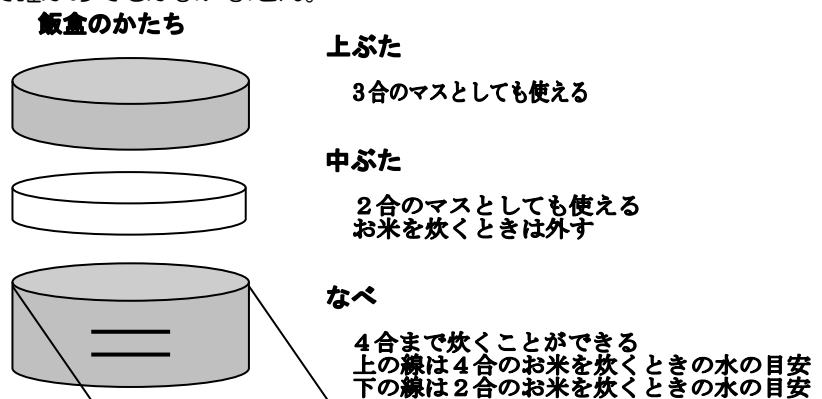 飯盒のかたち
上ぶた
3合のマスとしても使える
中ぶた
２合のマスとしても使える
お米を炊くときは外す
なべ
４合まで炊くことができる
上の線は４合のお米を炊くときの水の目安
下の線は２合のお米を炊くときの水の目安